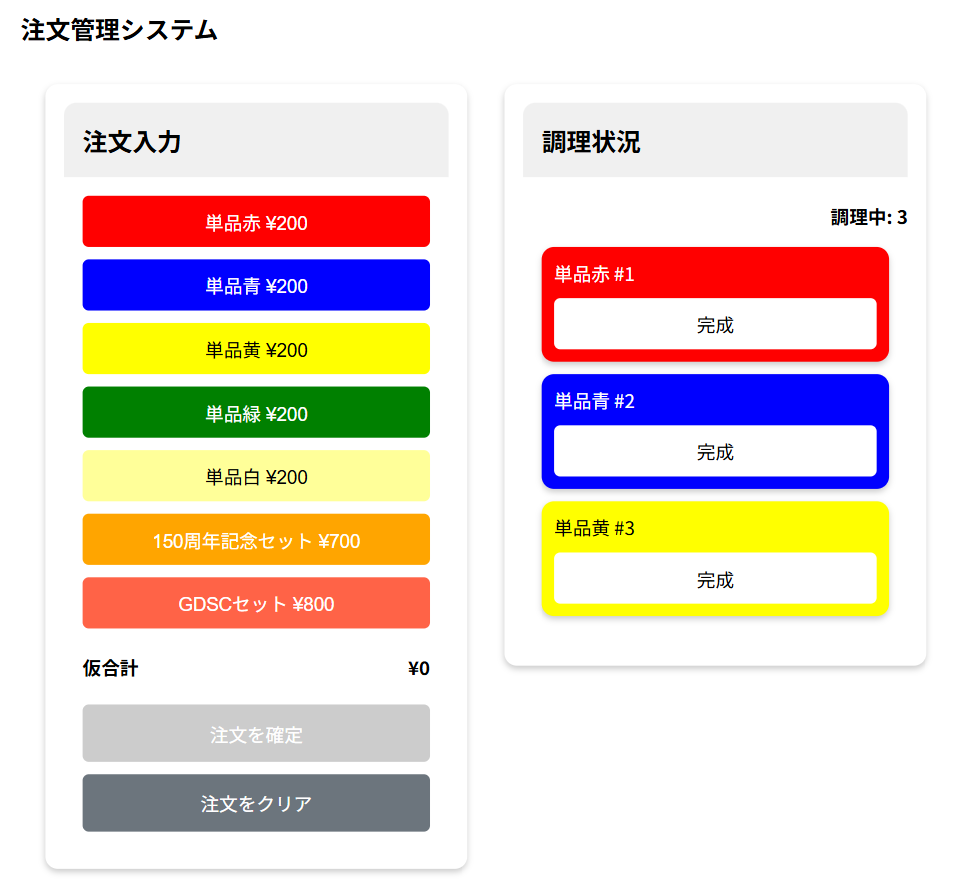 注文管理システム
注文入力
単品赤 ¥200
単品青 ¥200
単品黄 ¥200
単品緑 ¥200
単品白 ¥200
150周年記念セット ¥700
GDSCセット ¥800
仮合計 ¥0
注文を確定
注文をクリア
調理状況
調理中: 3
単品赤 #1
完成
単品青 #2
完成
単品黄 #3
完成